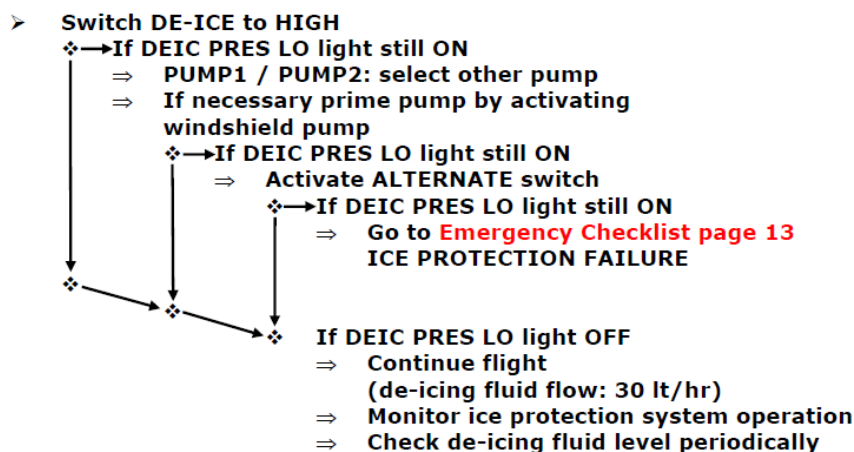 Switch DE-ICE to HIGH
If DEIC PRES LO light still ON
⇒ PUMP1 / PUMP2: select other pump
⇒ If necessary prime pump by activating
windshield pump
If DEIC PRES LO light still ON
⇒ Activate ALTERNATE switch
If DEIC PRES LO light still ON
⇒ Go to Emergency Checklist page 13
ICE PROTECTION FAILURE
If DEIC PRES LO light OFF
⇒ Continue flight
(de-icing fluid flow: 30 lt/hr)
⇒ Monitor ice protection system operation
⇒ Check de-icing fluid level periodically